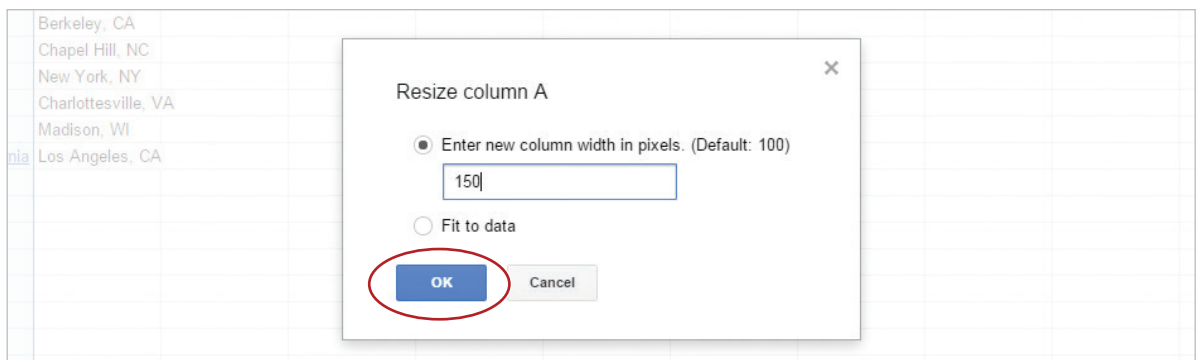 Berkeley, CA
Chapel Hill, NC
New York, NY
Charlottesville, VA
Madison, WI
nia Los Angeles, CA
×
Resize column A
Enter new column width in pixels. (Default: 100)
150
Fit to data
OK Cancel